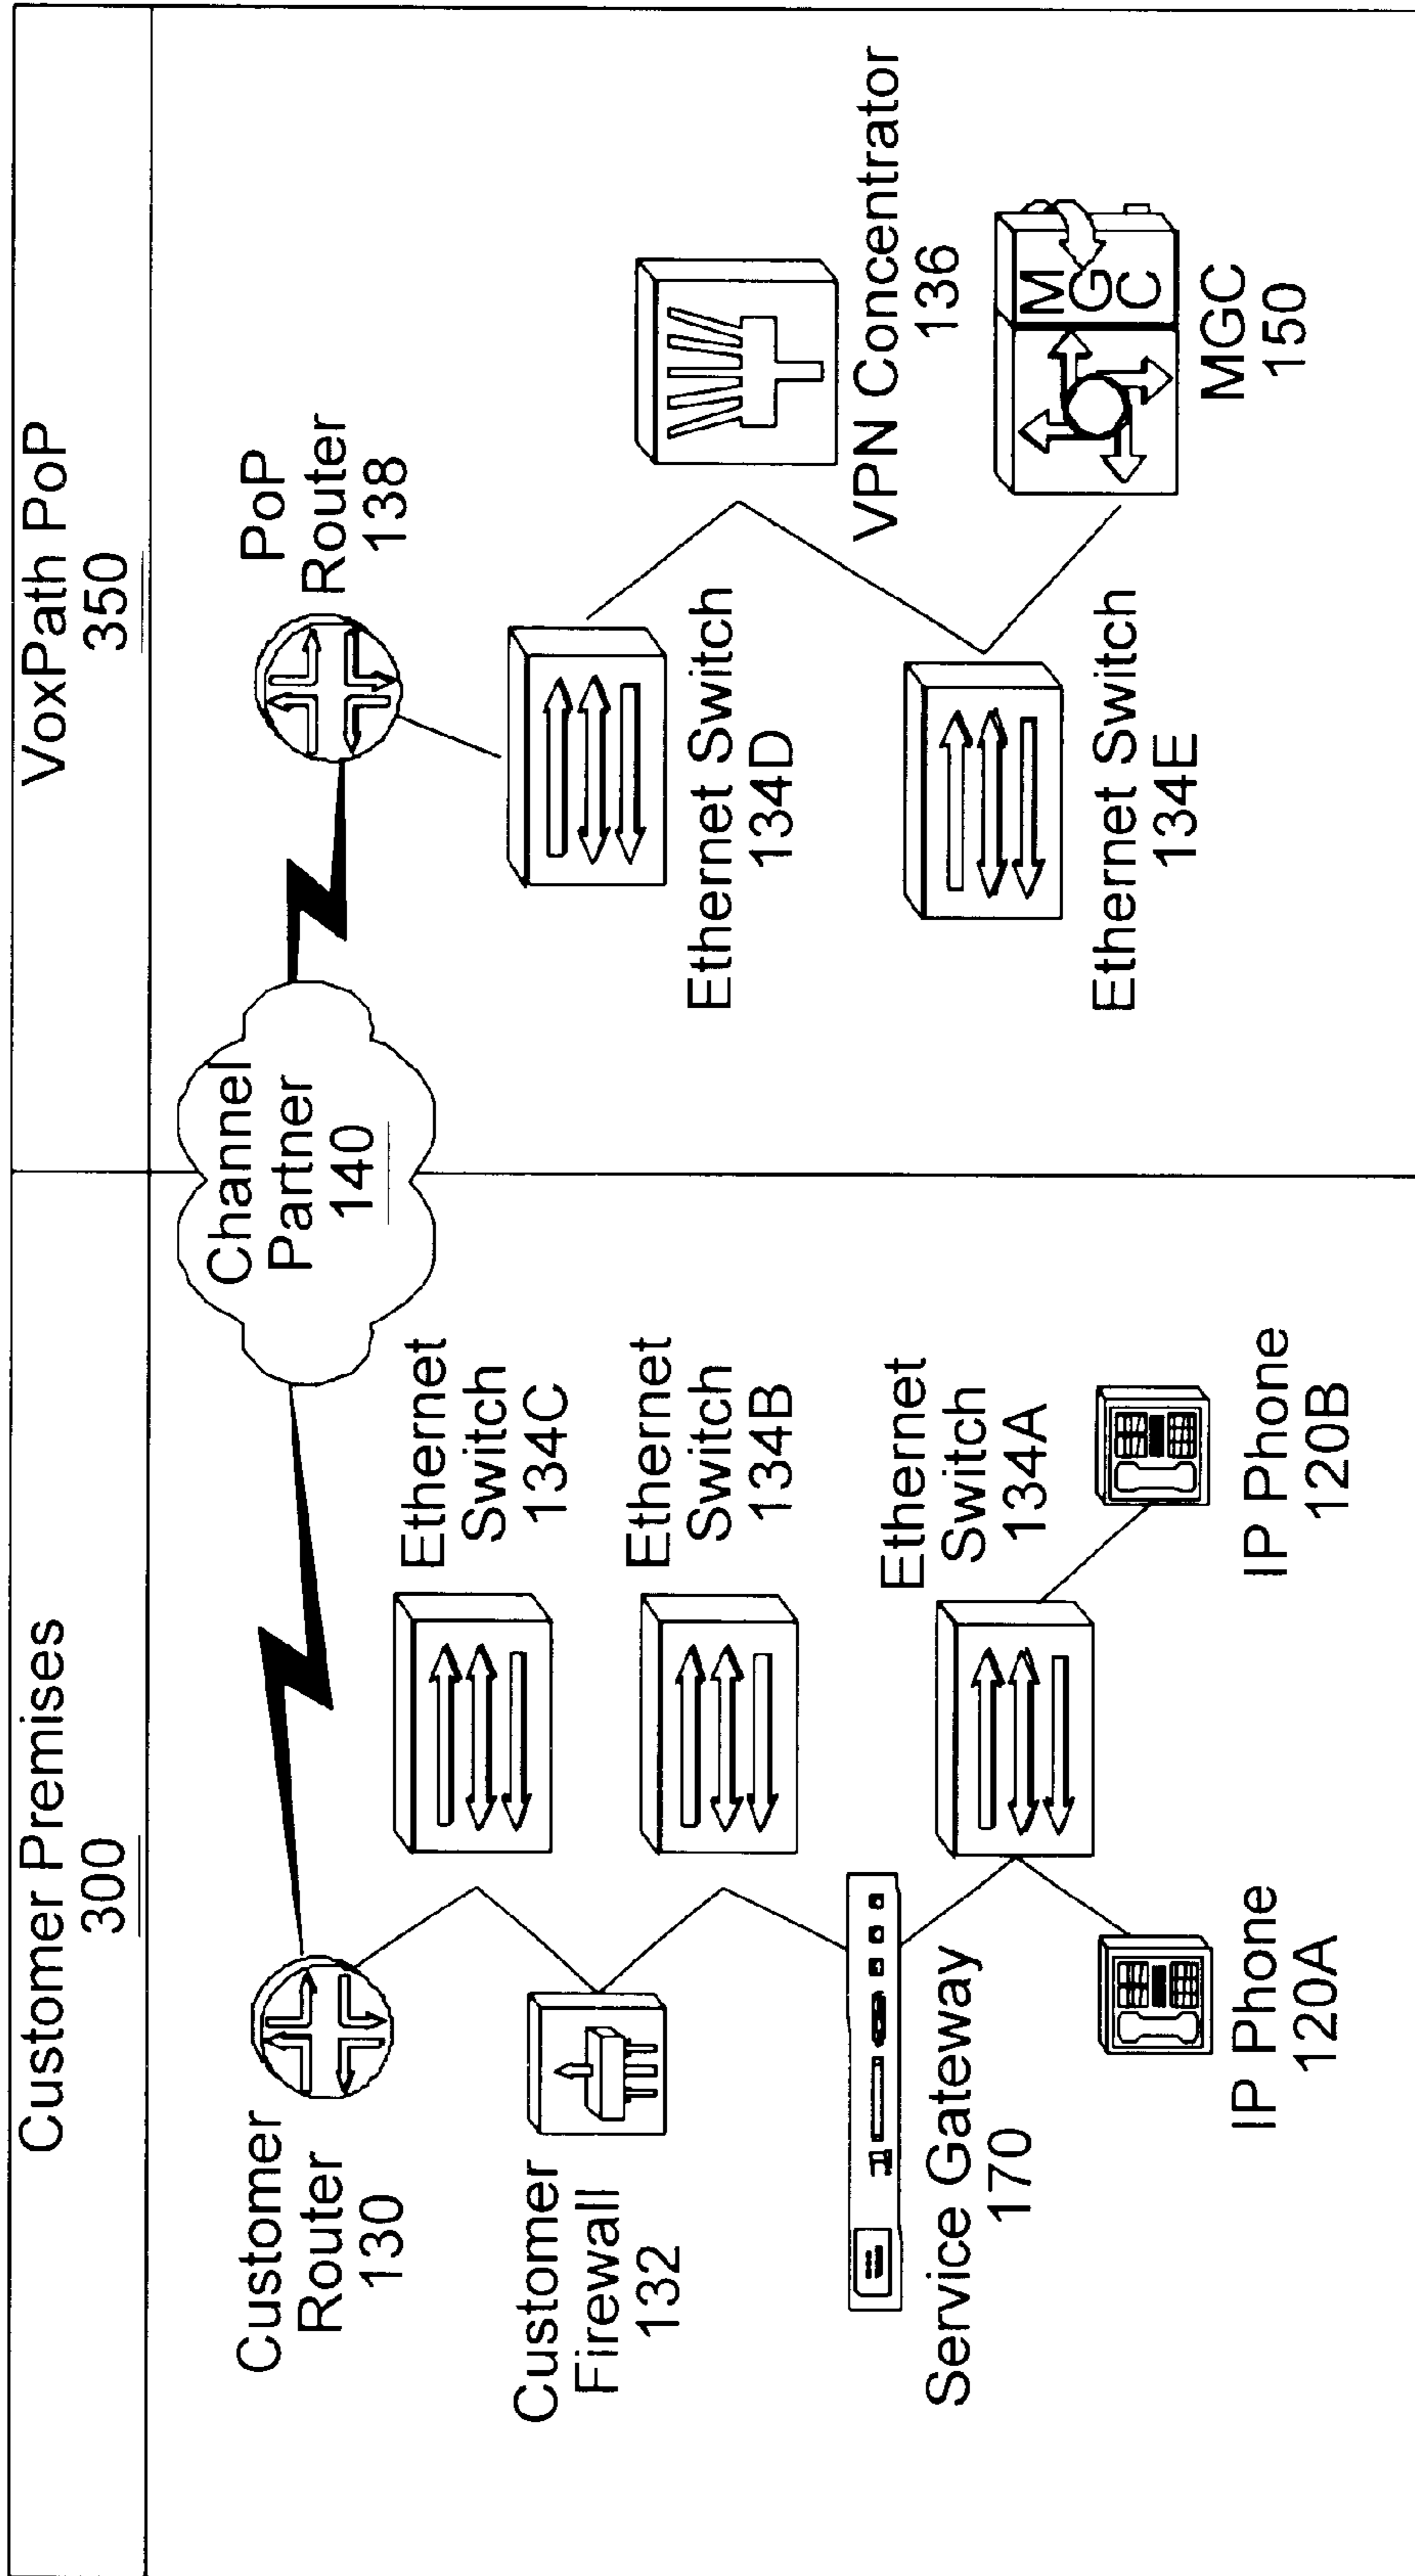 Customer Premises
300
VoxPath PoP
350
Customer
Router
130
Channel
Partner
140
PoP
Router
138
Ethernet
Switch
134C
Customer
Firewall
132
Ethernet
Switch
134B
Ethernet Switch
134D
VPN Concentrator
136
Service Gateway
170
Ethernet
Switch
134A
Ethernet Switch
134E
M
G
C
MGC
150
IP Phone
120A
IP Phone
120B